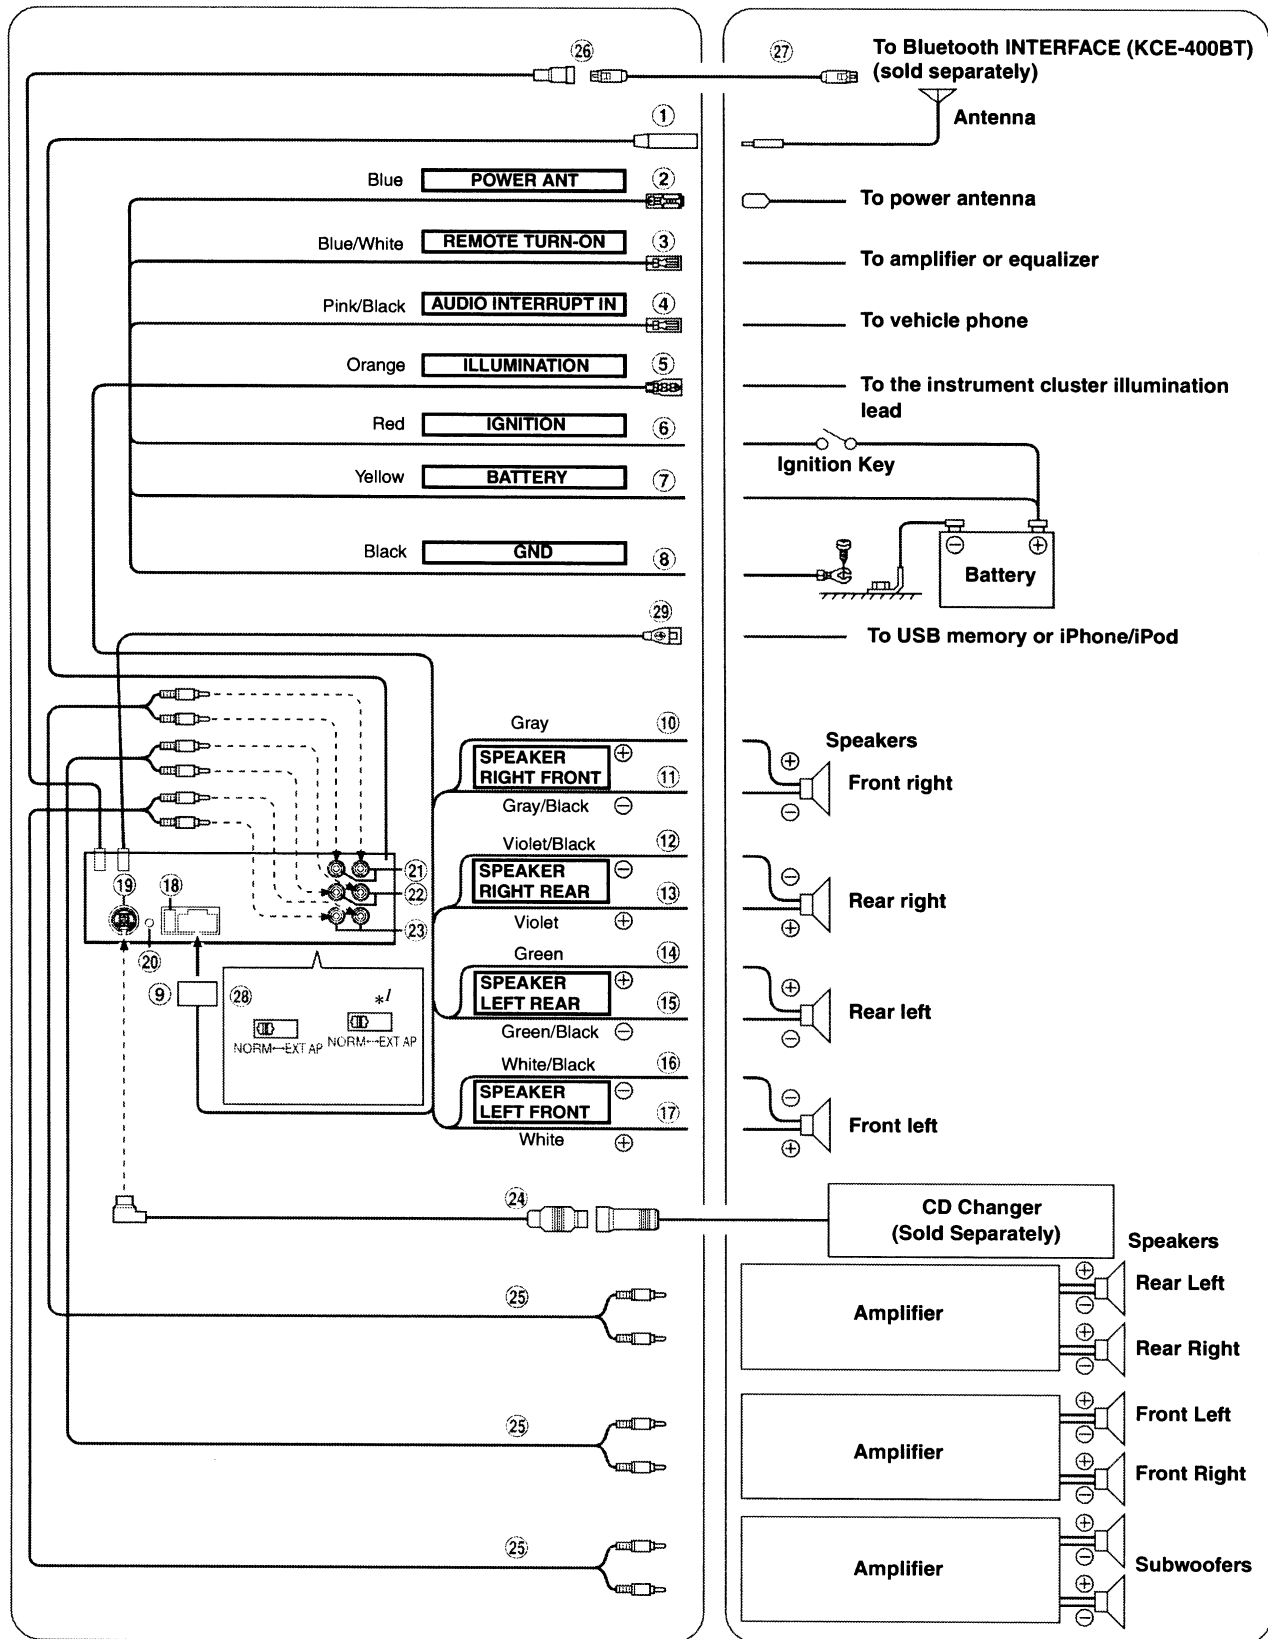 ㉖
㉗
To Bluetooth INTERFACE (KCE-400BT)
(sold separately)
Antenna
①
Blue POWER ANT ②
To power antenna
Blue/White REMOTE TURN-ON ③
To amplifier or equalizer
Pink/Black AUDIO INTERRUPT IN ④
To vehicle phone
Orange ILLUMINATION ⑤
To the instrument cluster illumination
lead
Red IGNITION ⑥
Ignition Key
Yellow BATTERY ⑦
Black GND ⑧
⊖ ⊕
Battery
㉙
To USB memory or iPhone/iPod
Gray ⑩
SPEAKER
RIGHT FRONT
⊕
⑪
Gray/Black ⊖
Speakers
⊕
Front right
⊖
Violet/Black ⑫
SPEAKER
RIGHT REAR
⊖
⑬
Violet ⊕
⊖
Rear right
⊕
Green ⑭
SPEAKER
LEFT REAR
⊕
⑮
Green/Black ⊖
⊕
Rear left
⊖
White/Black ⑯
SPEAKER
LEFT FRONT
⊖
⑰
White ⊕
⊖
Front left
⊕
⑲ ⑱
㉑
㉒
㉓
⑳
⑨
㉘
*1
NORM↔EXT AP
NORM↔EXT AP
㉔
CD Changer
(Sold Separately)
Speakers
㉕
Amplifier
⊕
Rear Left
⊖
⊕
Rear Right
⊖
㉕
Amplifier
⊕
Front Left
⊖
⊕
Front Right
⊖
㉕
Amplifier
⊕
⊖
Subwoofers
⊕
⊖